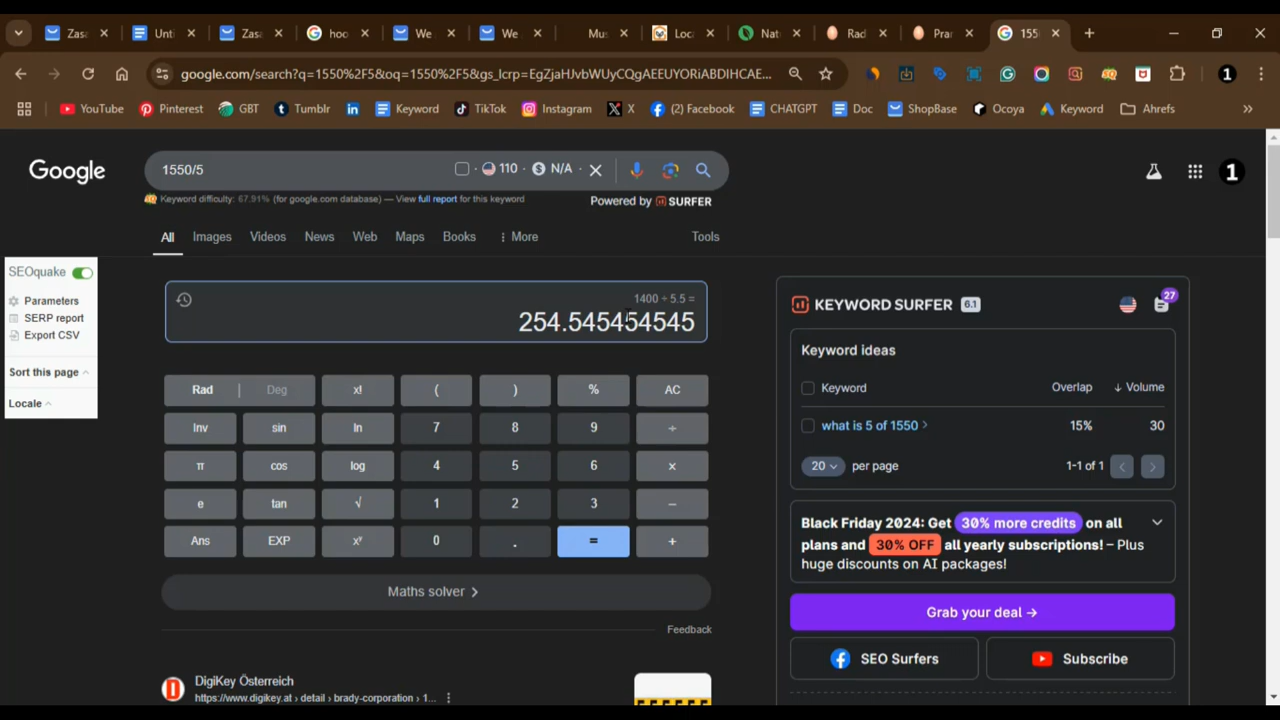 Zasa
Unti
Zasa
hoo
We
We
Mus
Loca
Nat
Rad
Prar
155
google.com/search?q=1550%2F5&oq=1550%2F5&gs_lcrp=EgZjaHJvbWUyCQgAEEUYORiABDIHCAE...
1
YouTube
Pinterest
GBT
Tumblr
in
Keyword
TikTok
Instagram
X
(2) Facebook
CHATGPT
Doc
ShopBase
Ocoya
Keyword
Ahrefs
»
Google
1550/5
· 110 · N/A ·
1
Keyword difficulty: 67.91% (for google.com database) — View full report for this keyword
Powered by SURFER
All
Images
Videos
News
Web
Maps
Books
More
Tools
SEOquake
Parameters
SERP report
Export CSV
Sort this page
Locale
1400 ÷ 5.5 =
254.545454545
Rad | Deg x! ( ) % AC
Inv sin ln 7 8 9 ÷
π cos log 4 5 6 ×
e tan √ 1 2 3 −
Ans EXP xʸ 0 . = +
Maths solver
Feedback
DigiKey Österreich
https://www.digikey.at › detail › brady-corporation › 1...
KEYWORD SURFER 6.1
27
Keyword ideas
Keyword Overlap ↓ Volume
what is 5 of 1550 15% 30
20 per page 1-1 of 1
Black Friday 2024: Get 30% more credits on all
plans and 30% OFF all yearly subscriptions! – Plus
huge discounts on AI packages!
Grab your deal →
SEO Surfers
Subscribe